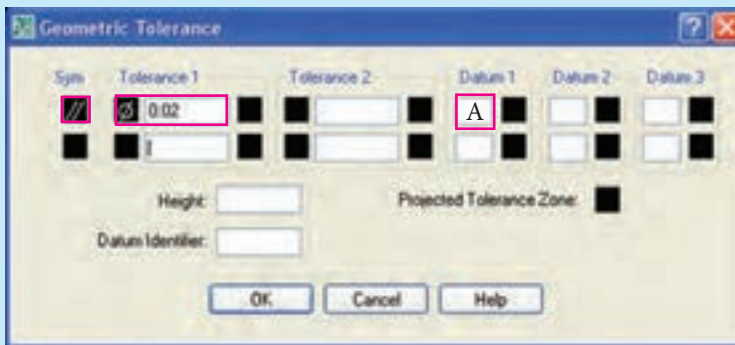 Geometric Tolerance
Sym Tolerance 1 Tolerance 2 Datum 1 Datum 2 Datum 3
// Ø 0.02 A
Height:
Projected Tolerance Zone:
Datum Identifier:
OK Cancel Help